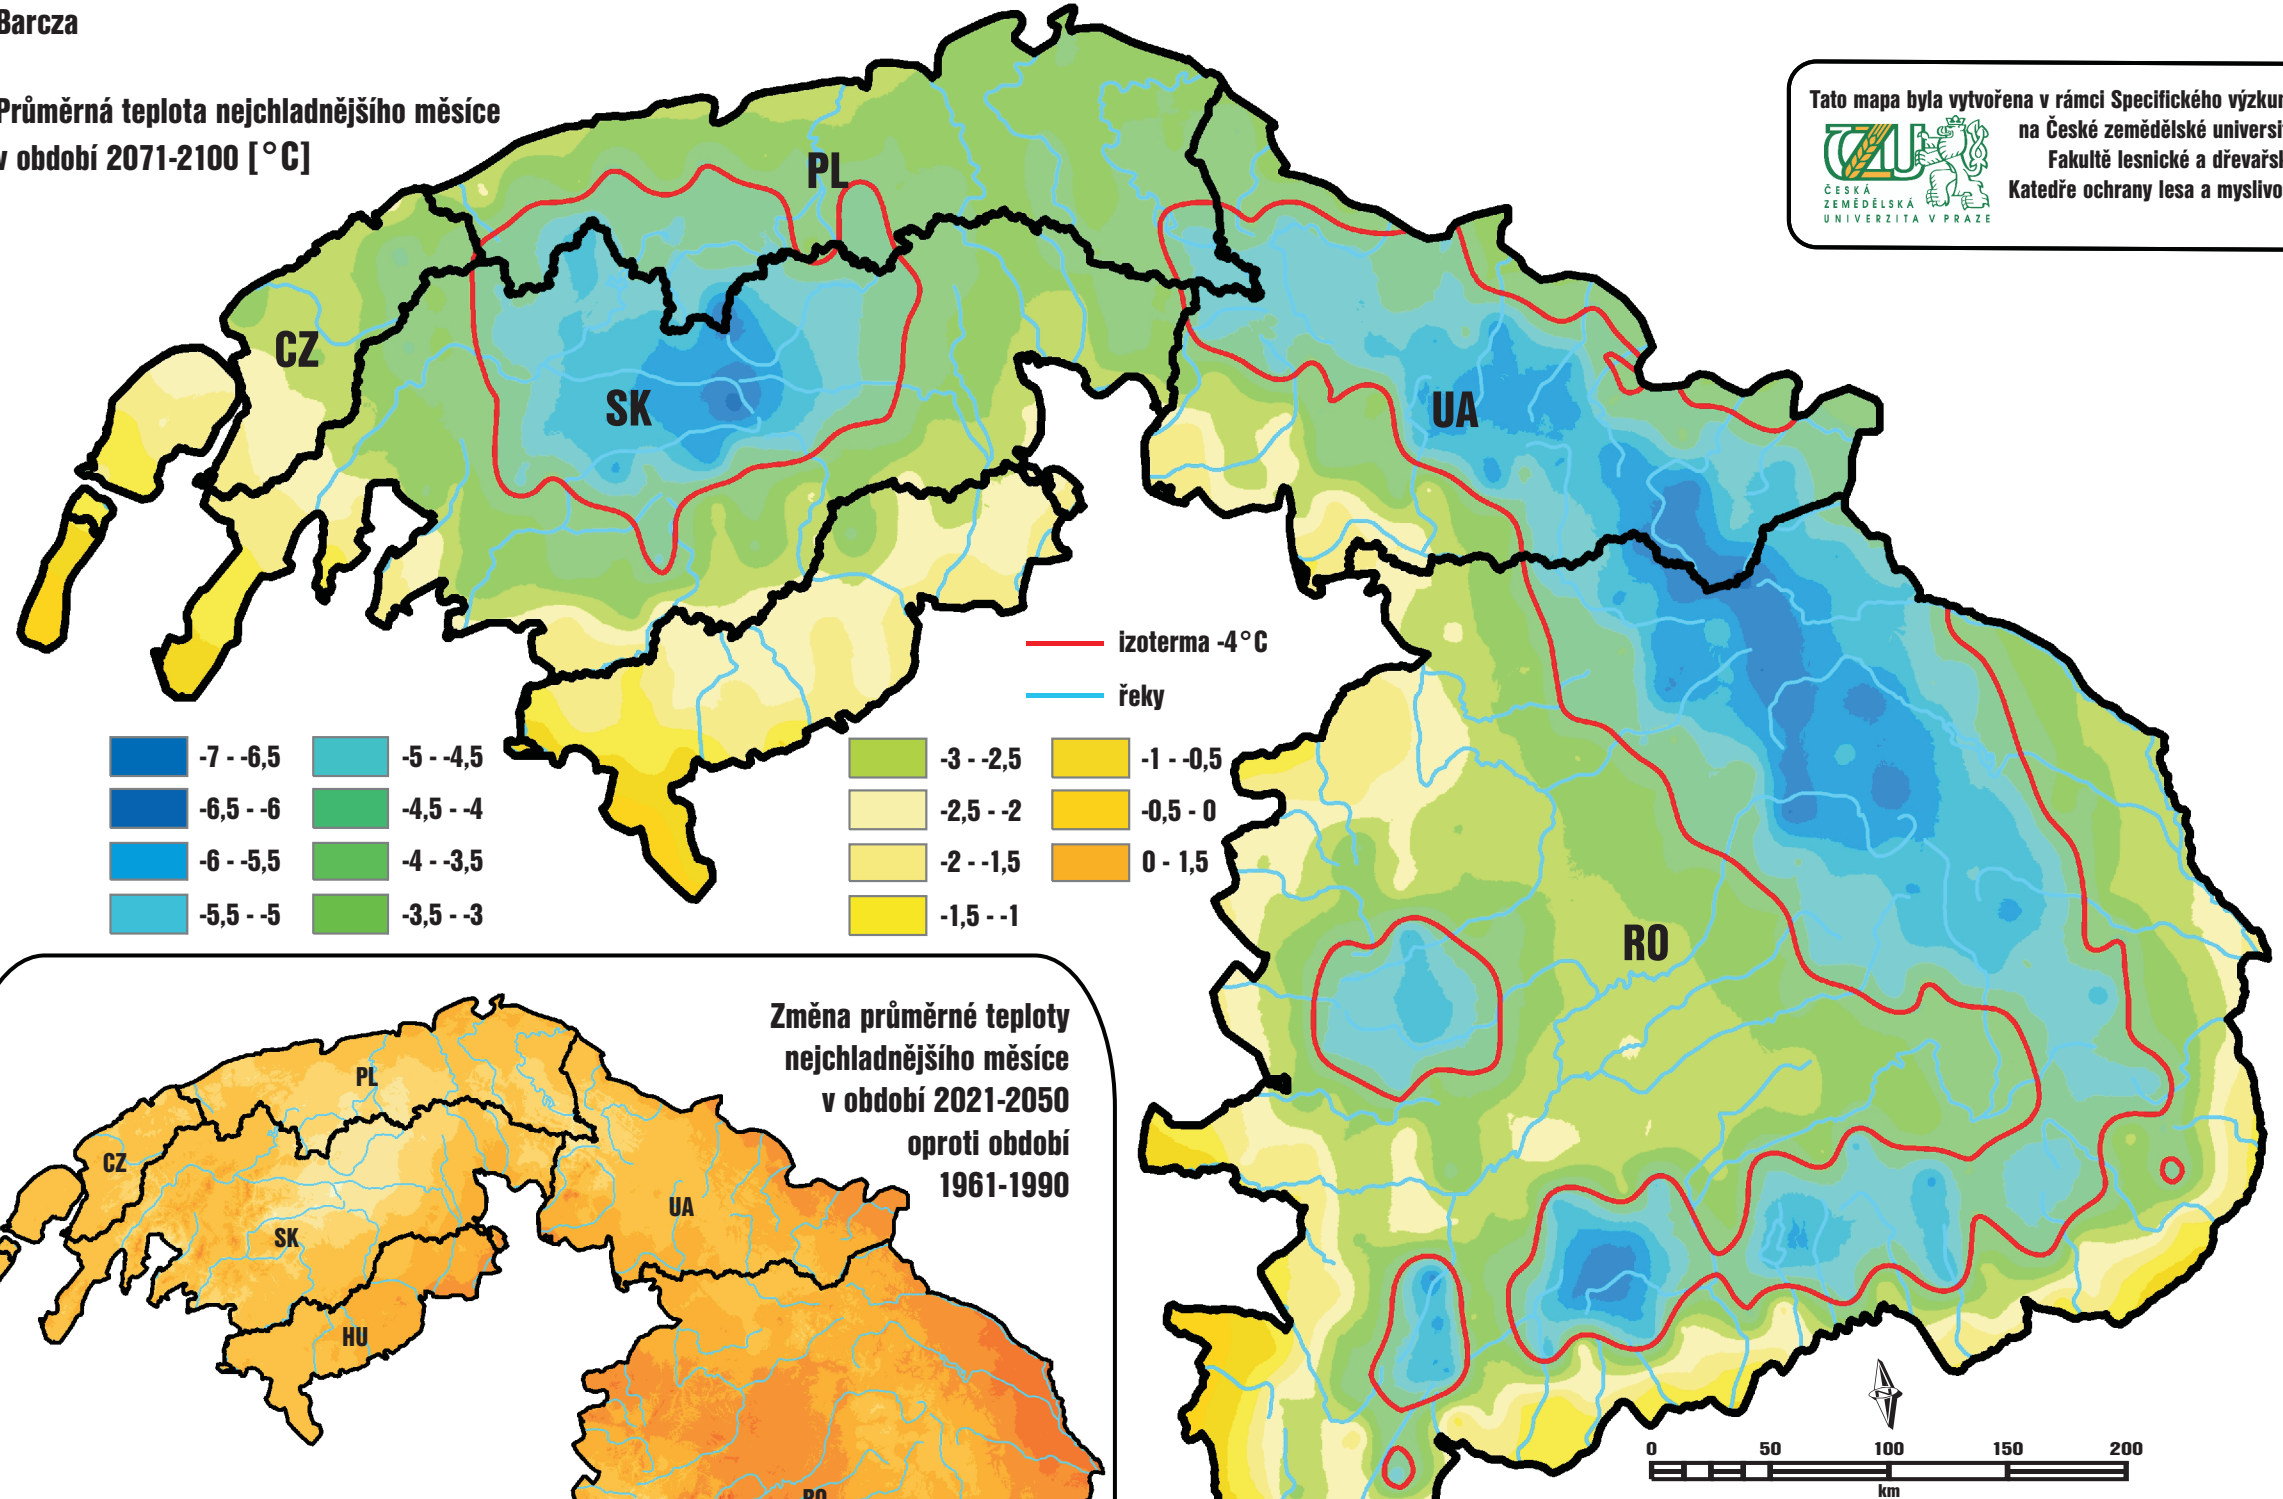 Barcza
Průměrná teplota nejchladnějšího měsíce
v období 2071-2100 [°C]
Tato mapa byla vytvořena v rámci Specifického
na České zemědělské
Fakultě lesnické a
Katedře ochrany lesa a
ČESKÁ
ZEMĚDĚLSKÁ
UNIVERZITA V PRAZE
PL
CZ
SK
UA
RO
izoterma -4°C
řeky
-7 - -6,5
-6,5 - -6
-6 - -5,5
-5,5 - -5
-5 - -4,5
-4,5 - -4
-4 - -3,5
-3,5 - -3
-3 - -2,5
-2,5 - -2
-2 - -1,5
-1,5 - -1
-1 - -0,5
-0,5 - 0
0 - 1,5
Změna průměrné teploty
nejchladnějšího měsíce
v období 2021-2050
oproti období
1961-1990
PL
CZ
SK
UA
HU
RO
0 50 100 150 200
km